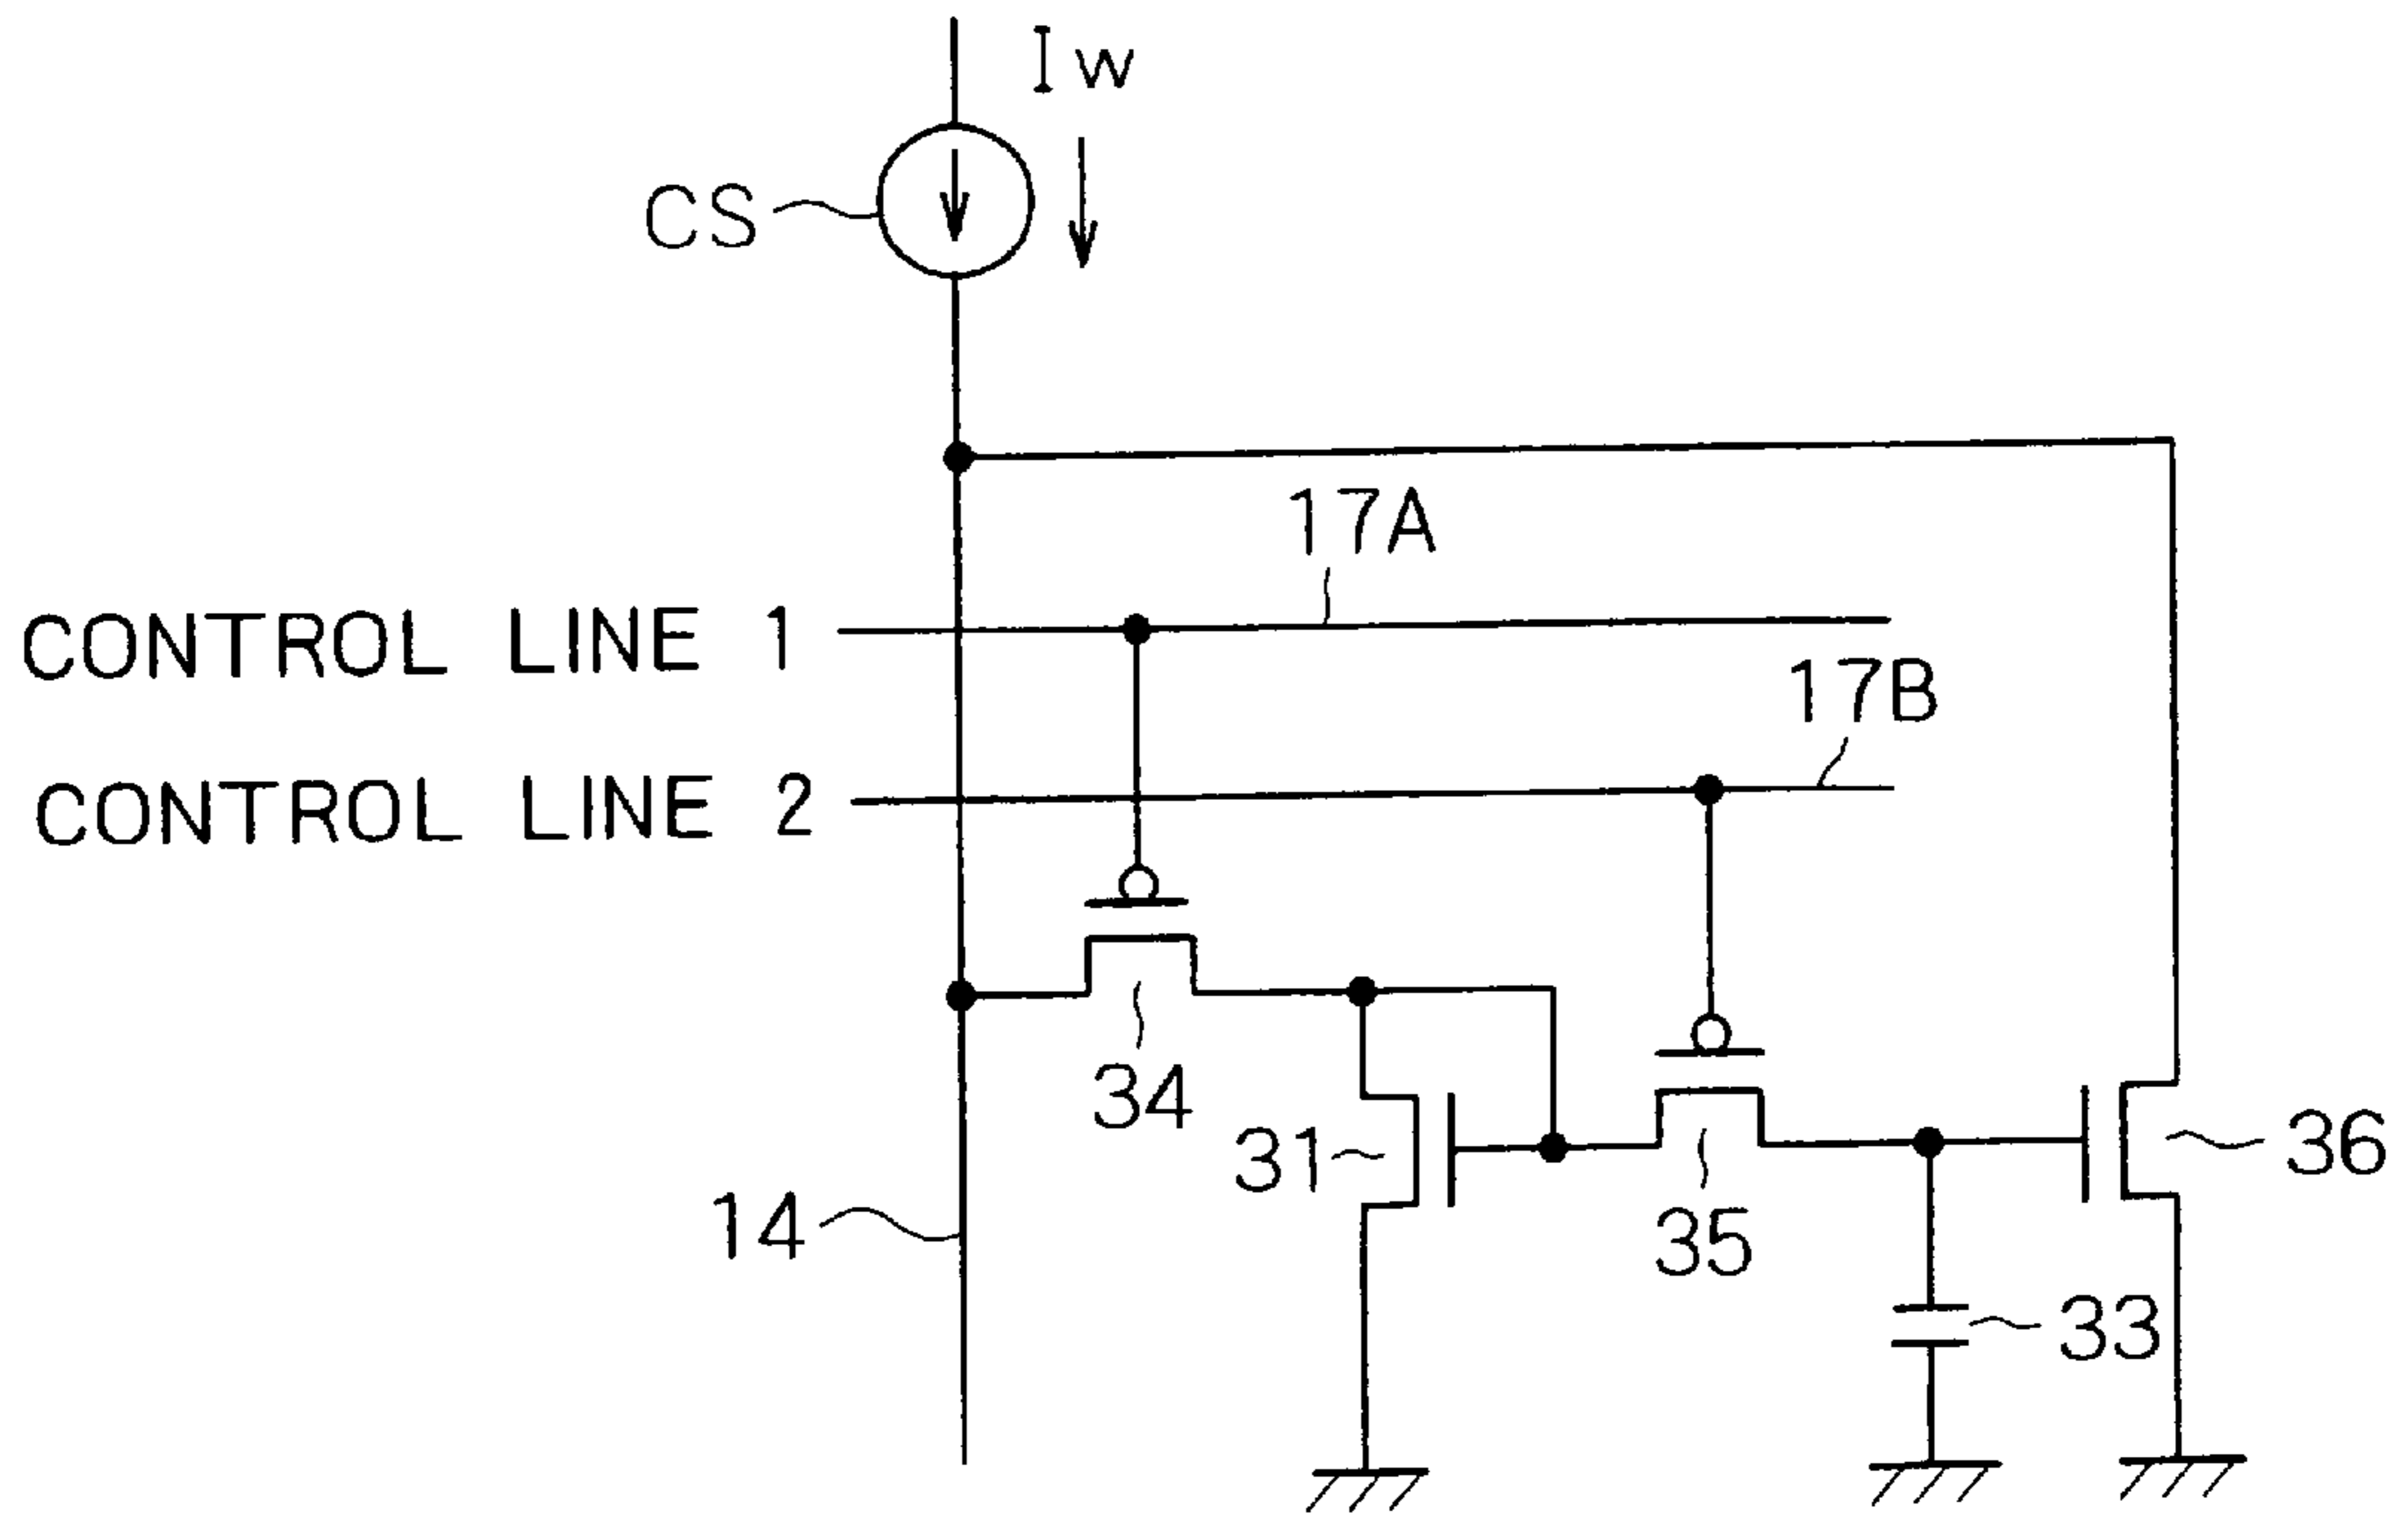 Iw
CS
17A
CONTROL LINE 1
17B
CONTROL LINE 2
34
31
36
14
35
33